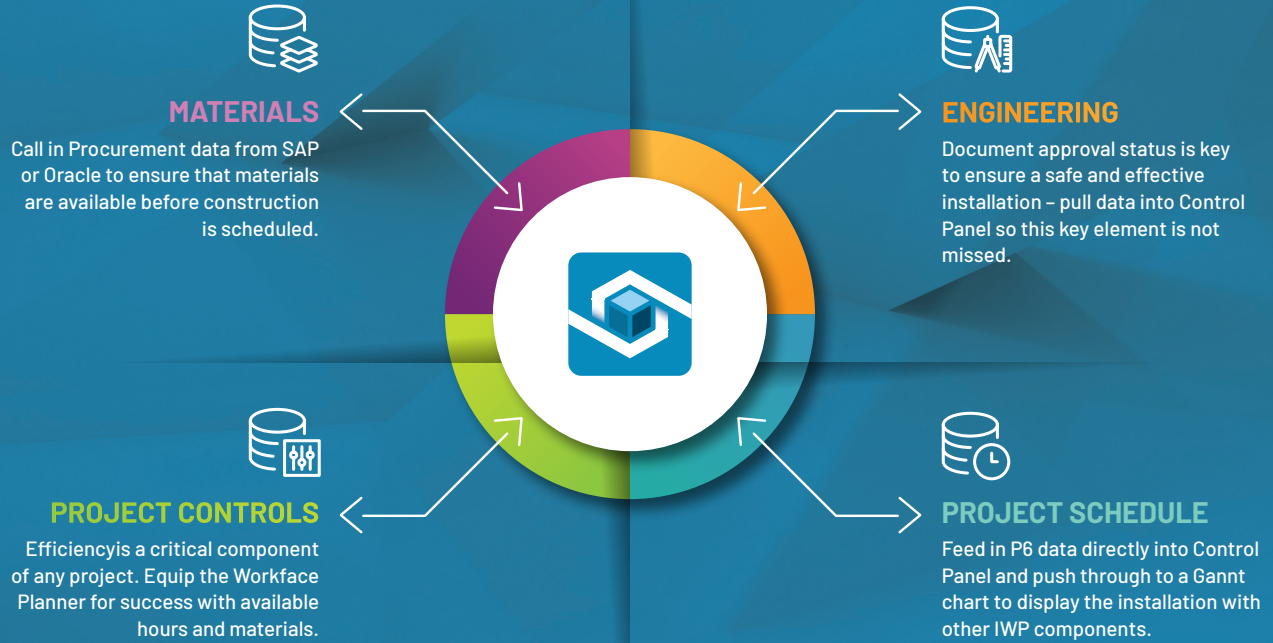 MATERIALS
Call in Procurement data from SAP
or Oracle to ensure that materials
are available before construction
is scheduled.
ENGINEERING
Document approval status is key
to ensure a safe and effective
installation – pull data into Control
Panel so this key element is not
missed.
PROJECT CONTROLS
Efficiencyis a critical component
of any project. Equip the Workface
Planner for success with available
hours and materials.
PROJECT SCHEDULE
Feed in P6 data directly into Control
Panel and push through to a Gannt
chart to display the installation with
other IWP components.